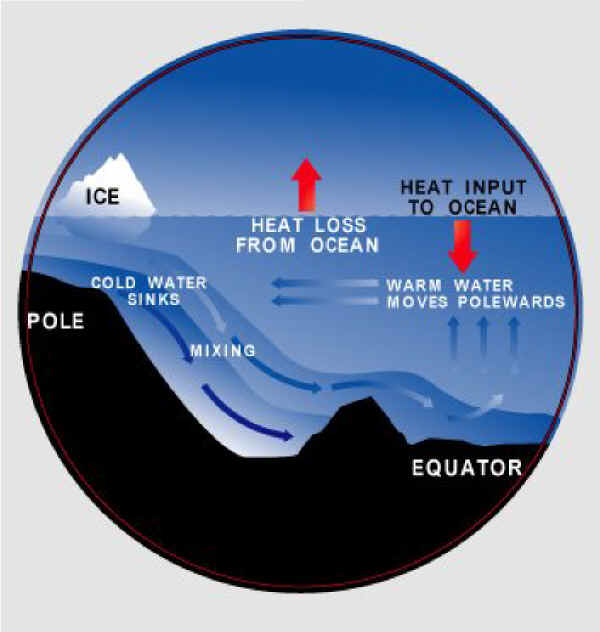 ICE
HEAT LOSS
FROM OCEAN
HEAT INPUT
TO OCEAN
COLD WATER
SINKS
WARM WATER
MOVES POLEWARDS
POLE
MIXING
EQUATOR